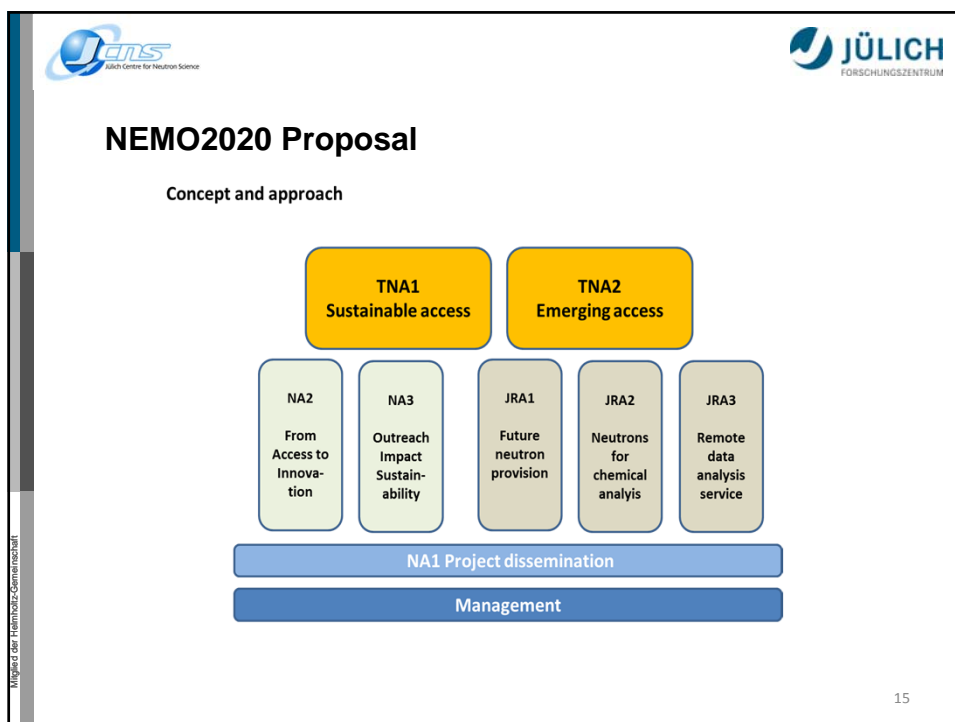 JCNS
Jülich Centre for Neutron Science
JÜLICH
FORSCHUNGSZENTRUM
NEMO2020 Proposal
Concept and approach
TNA1
Sustainable access
TNA2
Emerging access
NA2
From
Access to
Innova-
tion
NA3
Outreach
Impact
Sustain-
ability
JRA1
Future
neutron
provision
JRA2
Neutrons
for
chemical
analyis
JRA3
Remote
data
analysis
service
NA1 Project dissemination
Management
Mitglied der Helmholtz-Gemeinschaft
15